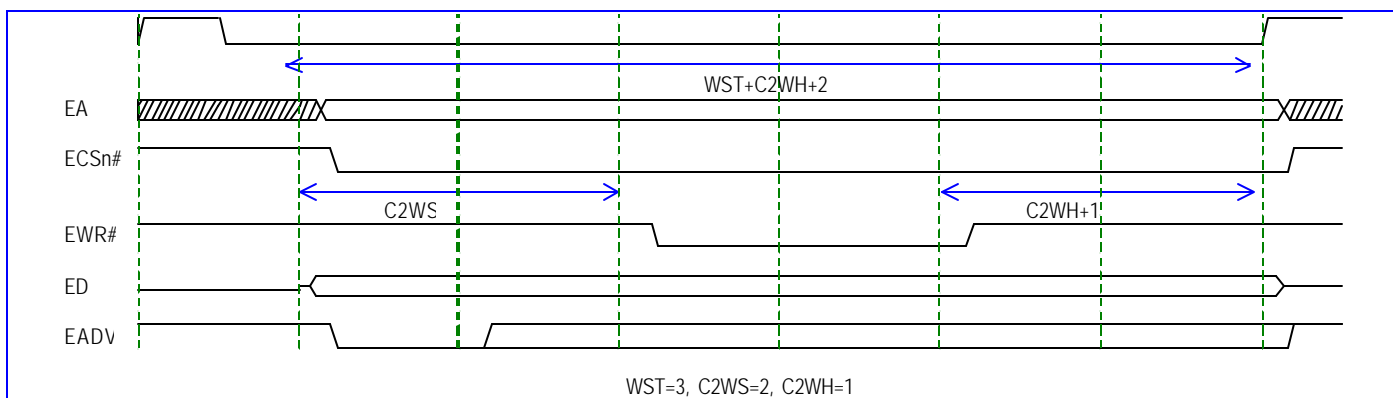 WST+C2WH+2
EA
ECSn#
C2WS
C2WH+1
EWR#
ED
EADV
WST=3, C2WS=2, C2WH=1